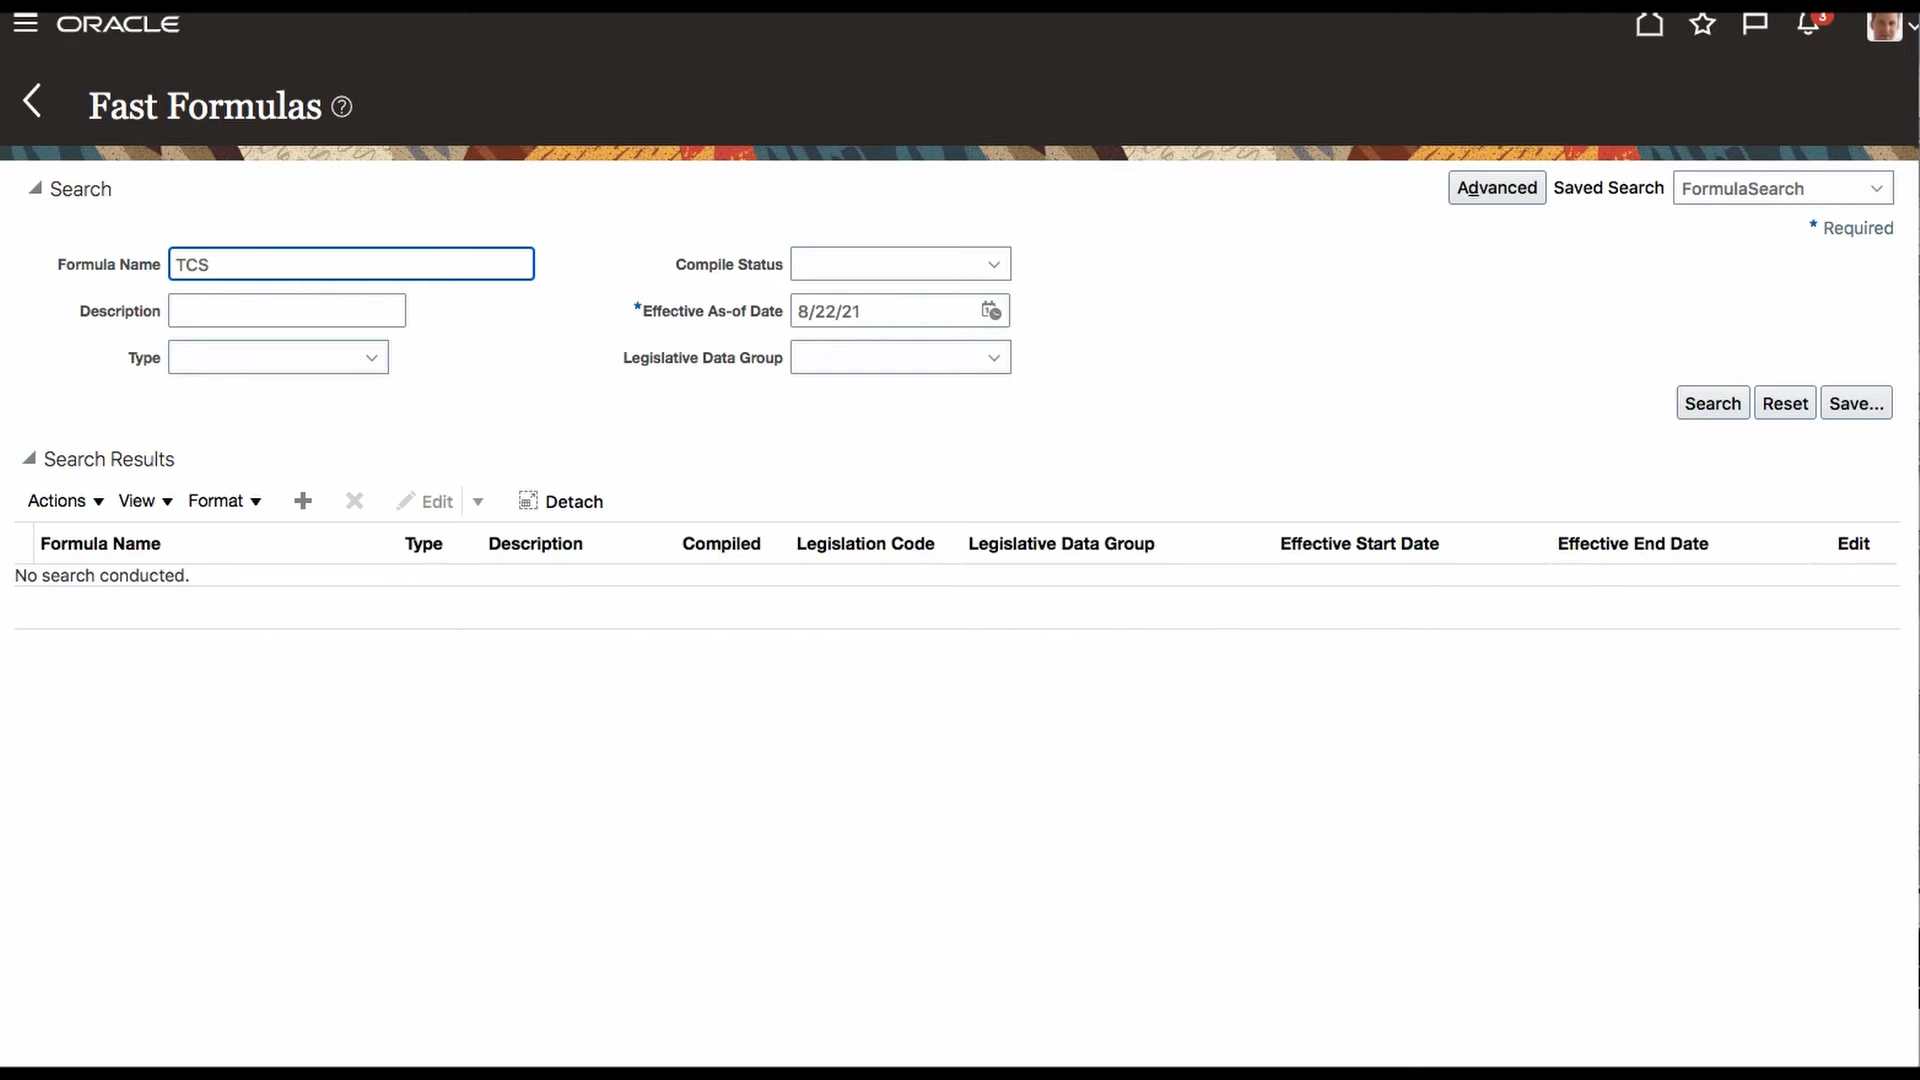 ORACLE
3
Fast Formulas ?
Search
Advanced Saved Search FormulaSearch
* Required
Formula Name TCS Compile Status
Description *Effective As-of Date 8/22/21
Type Legislative Data Group
Search Reset Save...
Search Results
Actions View Format Edit Detach
Formula Name Type Description Compiled Legislation Code Legislative Data Group Effective Start Date Effective End Date Edit
No search conducted.